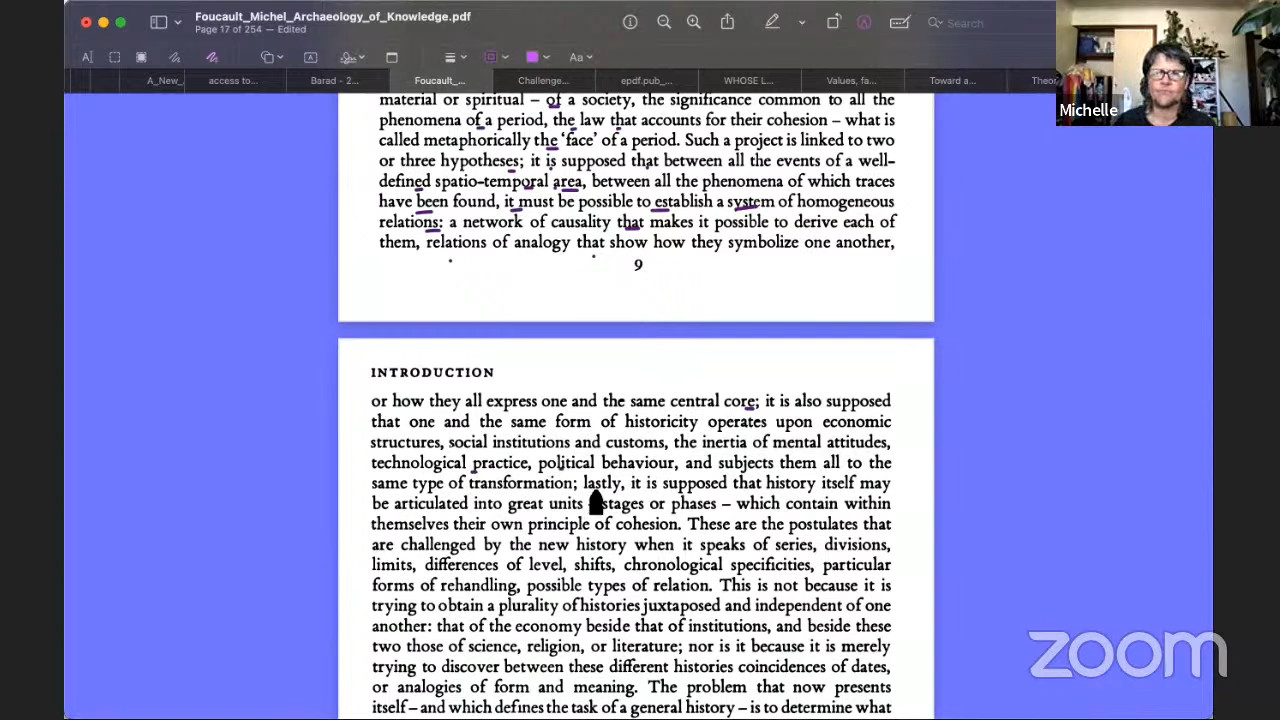 Foucault_Michel_Archaeology_of_Knowledge.pdf
Page 17 of 254 — Edited
Search
A_New_
access to...
Barad - 2...
Foucault_...
Challenge...
epdf.pub_...
WHOSE L...
Values, fa...
Toward a...
Theor
Michelle
material or spiritual – of a society, the significance common to all the
phenomena of a period, the law that accounts for their cohesion – what is
called metaphorically the ‘face’ of a period. Such a project is linked to two
or three hypotheses; it is supposed that between all the events of a well-
defined spatio-temporal area, between all the phenomena of which traces
have been found, it must be possible to establish a system of homogeneous
relations: a network of causality that makes it possible to derive each of
them, relations of analogy that show how they symbolize one another,
9
INTRODUCTION
or how they all express one and the same central core; it is also supposed
that one and the same form of historicity operates upon economic
structures, social institutions and customs, the inertia of mental attitudes,
technological practice, political behaviour, and subjects them all to the
same type of transformation; lastly, it is supposed that history itself may
be articulated into great units stages or phases – which contain within
themselves their own principle of cohesion. These are the postulates that
are challenged by the new history when it speaks of series, divisions,
limits, differences of level, shifts, chronological specificities, particular
forms of rehandling, possible types of relation. This is not because it is
trying to obtain a plurality of histories juxtaposed and independent of one
another: that of the economy beside that of institutions, and beside these
two those of science, religion, or literature; nor is it because it is merely
trying to discover between these different histories coincidences of dates,
or analogies of form and meaning. The problem that now presents
itself – and which defines the task of a general history – is to determine what
zoom